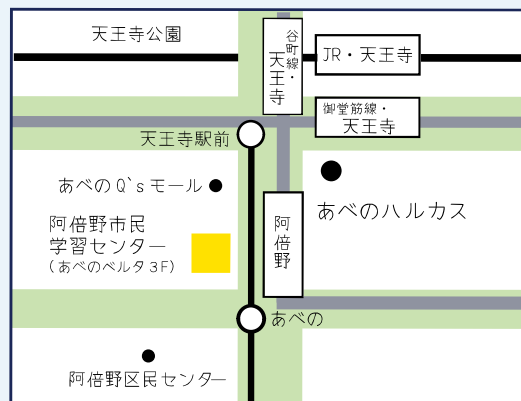 天王寺公園
谷町線・
天王寺
JR・天王寺
御堂筋線・
天王寺
天王寺駅前
あべのQ`sモール
あべのハルカス
阿倍野市民
学習センター
(あべのベルタ3F)
阿倍野
あべの
阿倍野区民センター